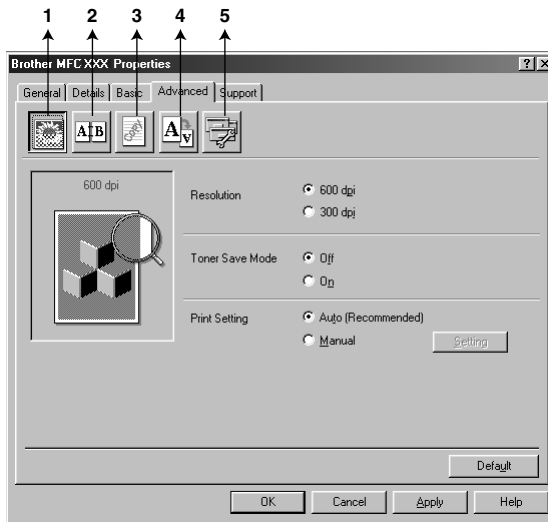 1 2 3 4 5
Brother MFC XXX Properties
General Details Basic Advanced Support
A B COPY A A
600 dpi
Resolution
600 dpi
300 dpi
Toner Save Mode
Off
On
Print Setting
Auto (Recommended)
Manual
Setting
Default
OK Cancel Apply Help